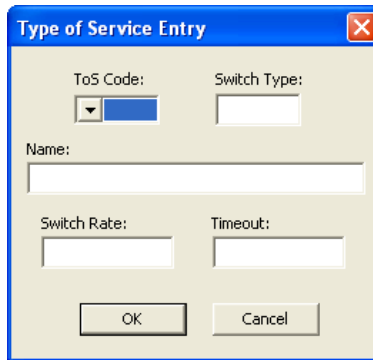 Type of Service Entry
ToS Code: Switch Type:
Name:
Switch Rate: Timeout:
OK Cancel